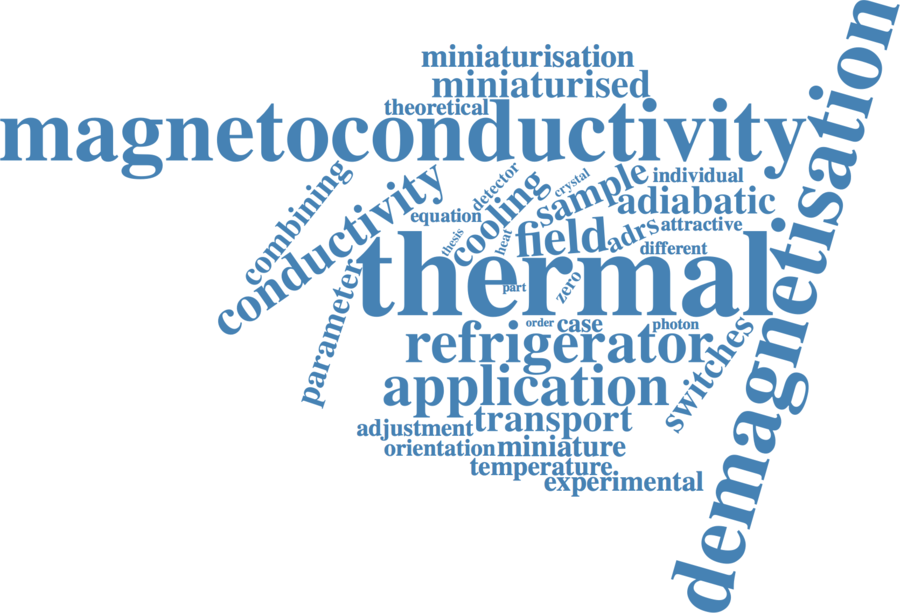 miniaturisation
miniaturised
theoretical
magnetoconductivity
demagnetisation
combining
conductivity
detector
crystal
cooling
sample
individual
adiabatic
equation
thesis
heat
field
adrs
attractive
different
thermal
parameter
part
zero
order
case
photon
refrigerator
switches
application
adjustment
transport
orientation
miniature
temperature
experimental